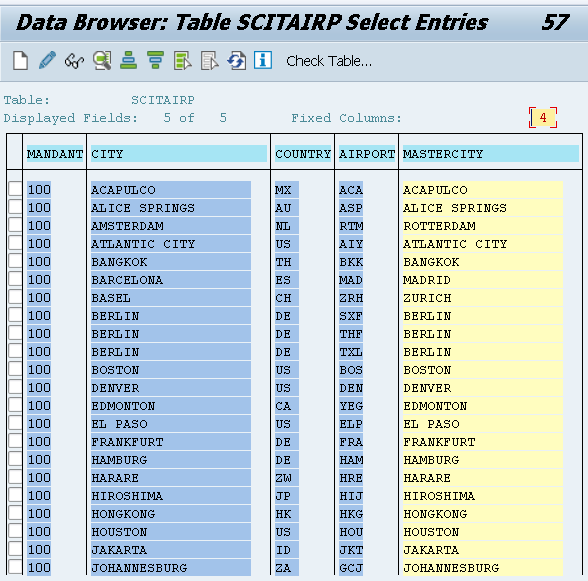 Data Browser: Table SCITAIRP Select Entries 57
Check Table...
Table: SCITAIRP
Displayed Fields: 5 of 5 Fixed Columns: 4
MANDANT CITY COUNTRY AIRPORT MASTERCITY
100 ACAPULCO MX ACA ACAPULCO
100 ALICE SPRINGS AU ASP ALICE SPRINGS
100 AMSTERDAM NL RTM ROTTERDAM
100 ATLANTIC CITY US AIY ATLANTIC CITY
100 BANGKOK TH BKK BANGKOK
100 BARCELONA ES MAD MADRID
100 BASEL CH ZRH ZURICH
100 BERLIN DE SXF BERLIN
100 BERLIN DE THF BERLIN
100 BERLIN DE TXL BERLIN
100 BOSTON US BOS BOSTON
100 DENVER US DEN DENVER
100 EDMONTON CA YEG EDMONTON
100 EL PASO US ELP EL PASO
100 FRANKFURT DE FRA FRANKFURT
100 HAMBURG DE HAM HAMBURG
100 HARARE ZW HRE HARARE
100 HIROSHIMA JP HIJ HIROSHIMA
100 HONGKONG HK HKG HONGKONG
100 HOUSTON US HOU HOUSTON
100 JAKARTA ID JKT JAKARTA
100 JOHANNESBURG ZA GCJ JOHANNESBURG